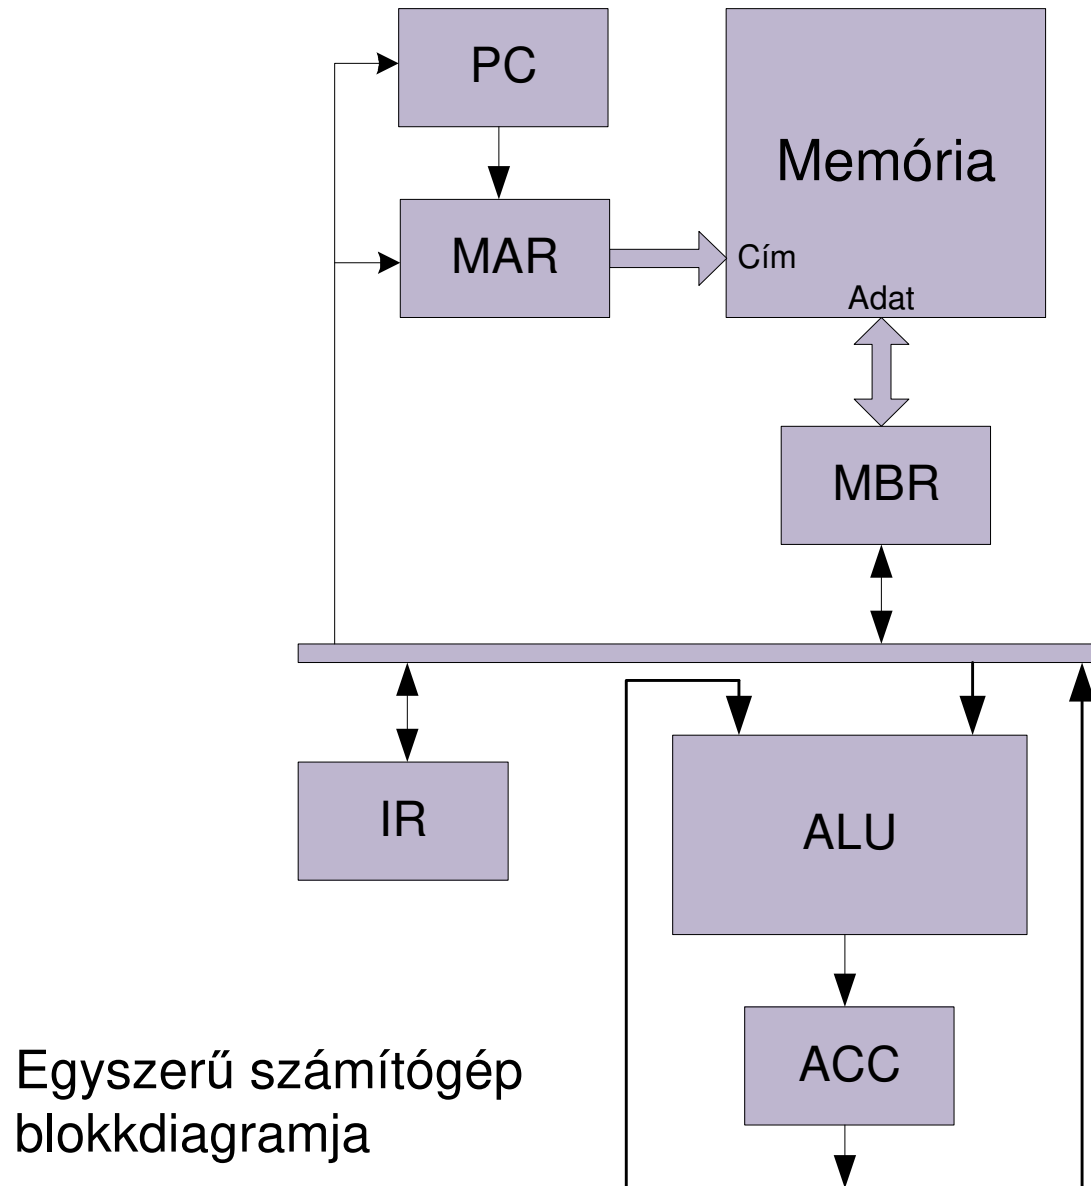 PC
Memória
MAR
Cím
Adat
MBR
IR
ALU
ACC
Egyszerű számítógép
blokkdiagramja